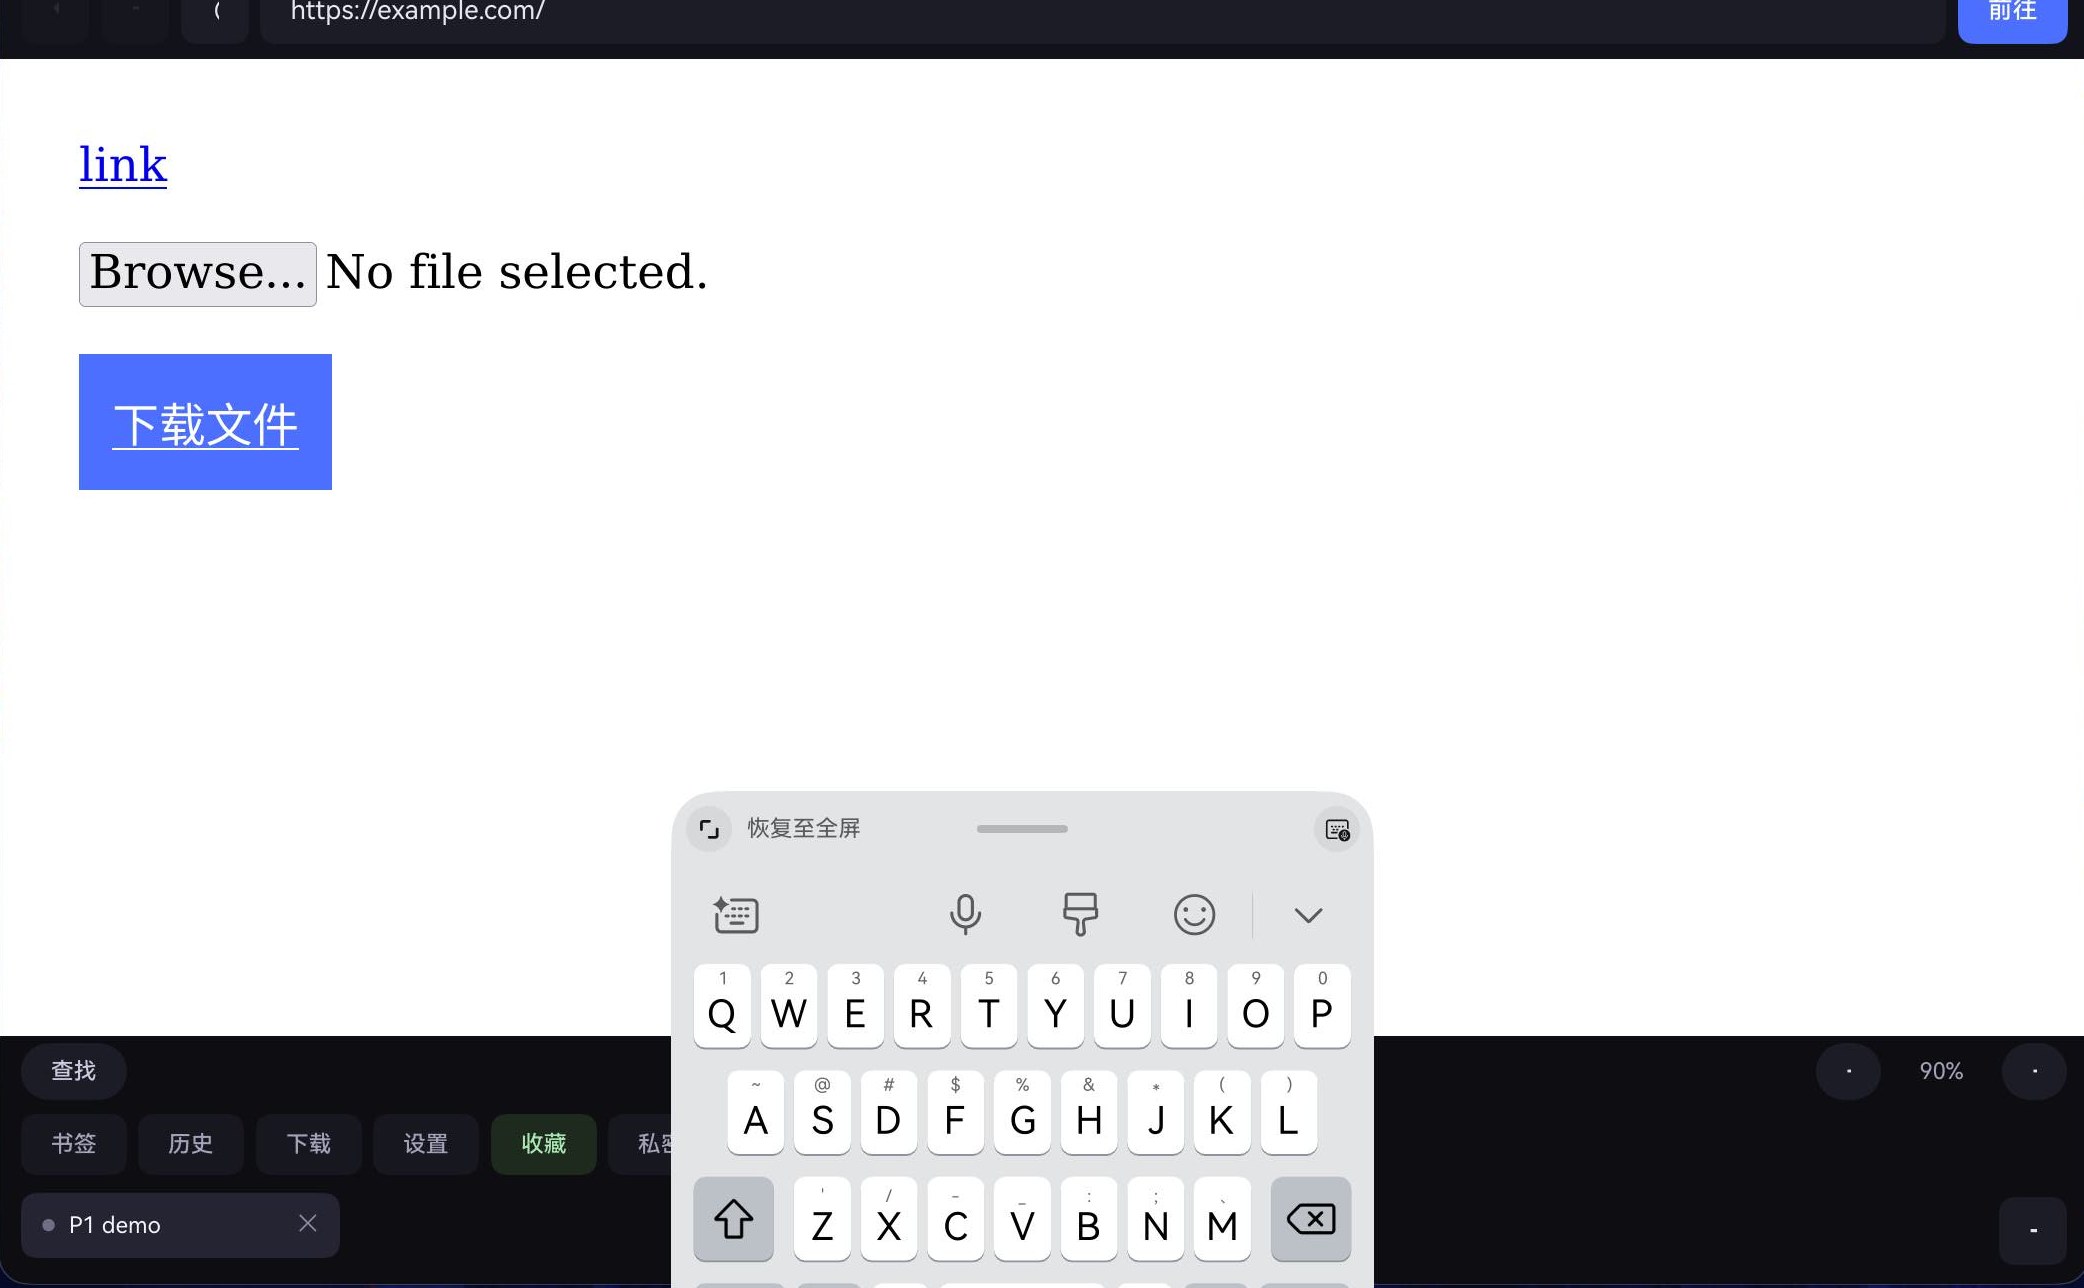 https://example.com/
前往
link
Browse... No file selected.
下载文件
恢复至全屏
1 2 3 4 5 6 7 8 9 0
Q W E R T Y U I O P
查找
90%
~ @ # $ % & * ( )
A S D F G H J K L
书签 历史 下载 设置 收藏 私密
' / - _ : ; 、
Z X C V B N M
P1 demo
-